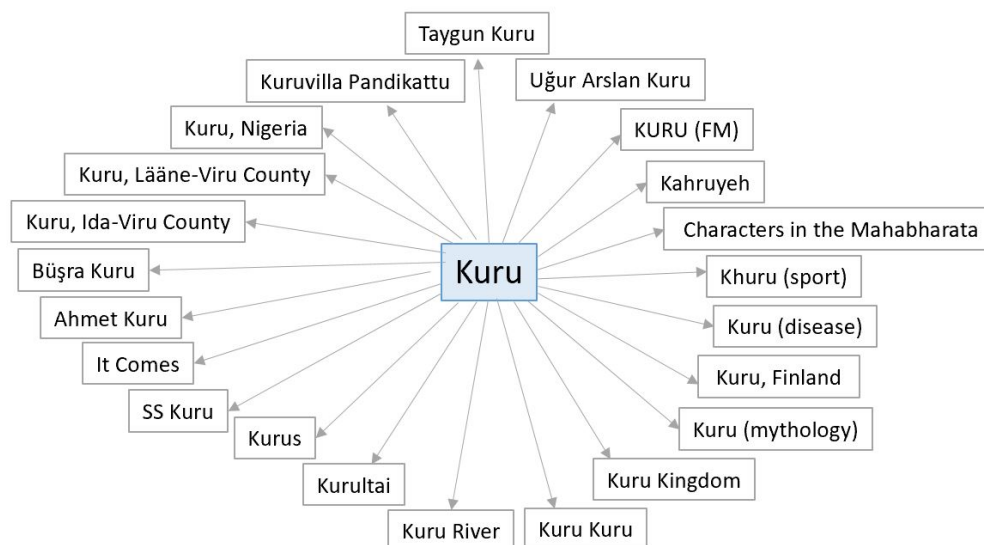 Taygun Kuru
Kuruvilla Pandikattu
Uğur Arslan Kuru
Kuru, Nigeria
KURU (FM)
Kuru, Lääne-Viru County
Kahruyeh
Kuru, Ida-Viru County
Characters in the Mahabharata
Büşra Kuru
Kuru
Khuru (sport)
Ahmet Kuru
Kuru (disease)
It Comes
Kuru, Finland
SS Kuru
Kuru (mythology)
Kurus
Kurultai
Kuru Kingdom
Kuru River
Kuru Kuru